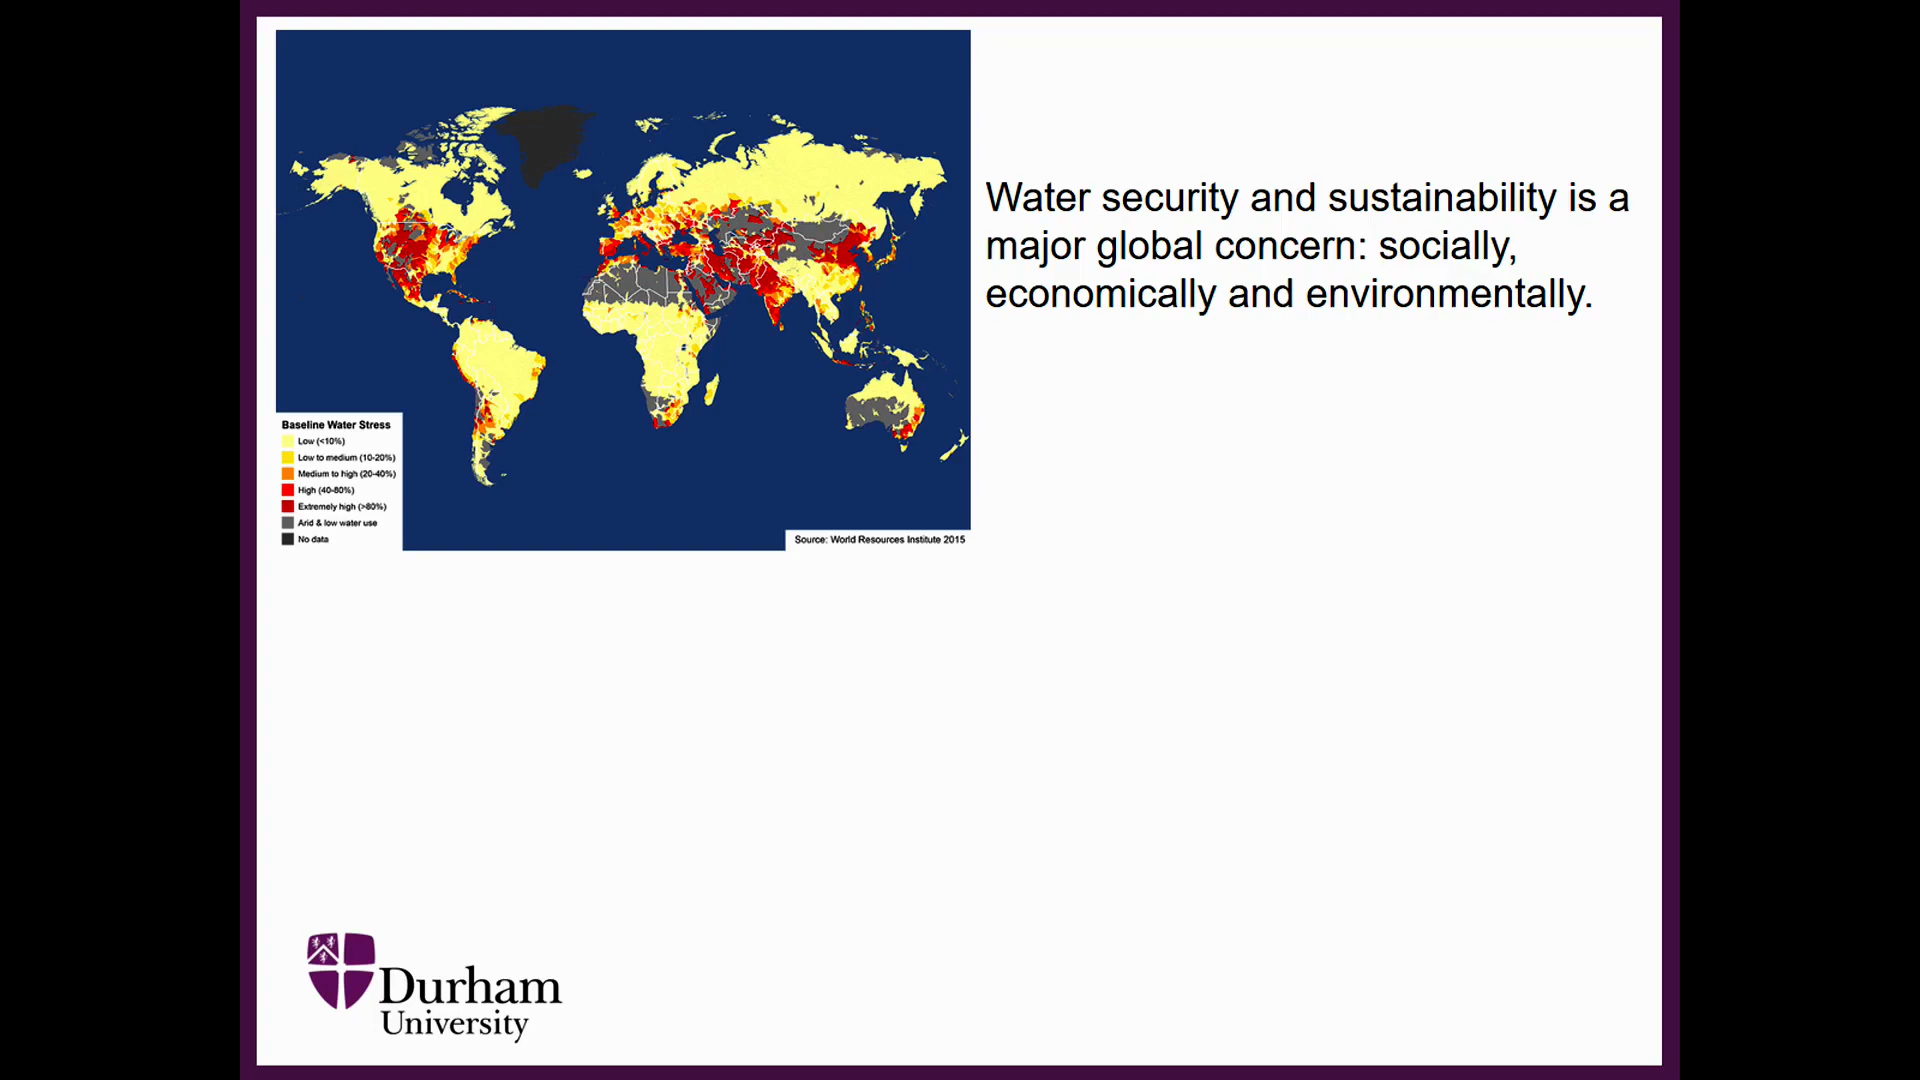 Water security and sustainability is a
major global concern: socially,
economically and environmentally.
Baseline Water Stress
Low (<10%)
Low to medium (10-20%)
Medium to high (20-40%)
High (40-80%)
Extremely high (>80%)
Arid & low water use
No data
Source: World Resources Institute 2015
Durham
University